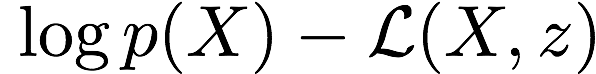 log p(X) − ℒ(X, z)